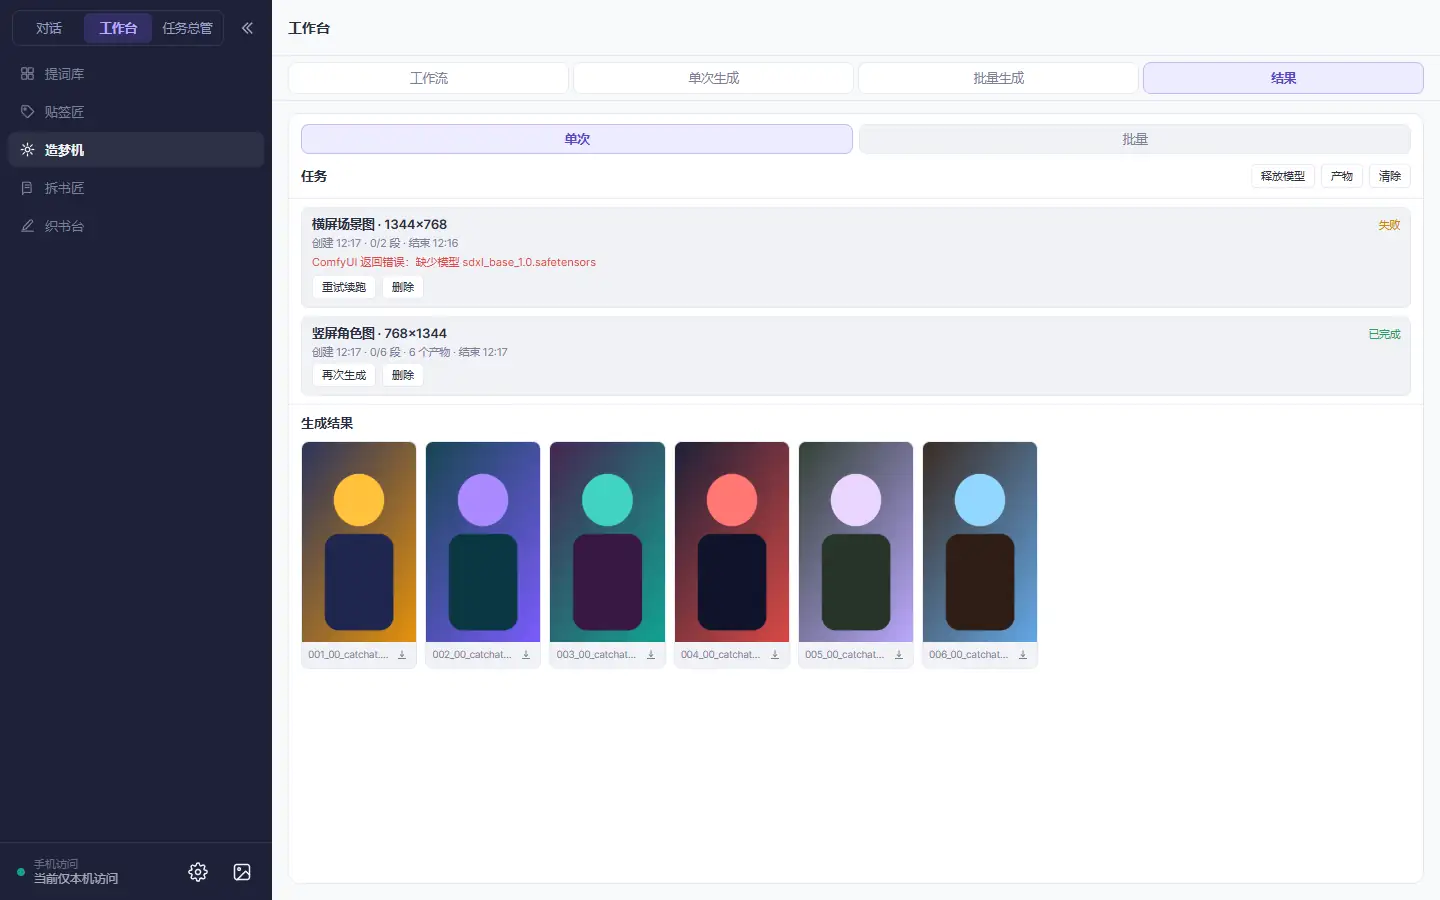 对话 工作台 任务总管
提词库
贴签匠
造梦机
拆书匠
织书台
手机访问
当前仅本机访问
工作台
工作流 单次生成 批量生成 结果
单次 批量
任务 释放模型 产物 清除
横屏场景图 · 1344×768 失败
创建 12:17 · 0/2 段 · 结束 12:16
ComfyUI 返回错误：缺少模型 sdxl_base_1.0.safetensors
重试续跑 删除
竖屏角色图 · 768×1344 已完成
创建 12:17 · 0/6 段 · 6 个产物 · 结束 12:17
再次生成 删除
生成结果
001_00_catchat.... 002_00_catchat... 003_00_catchat... 004_00_catchat... 005_00_catchat... 006_00_catchat...